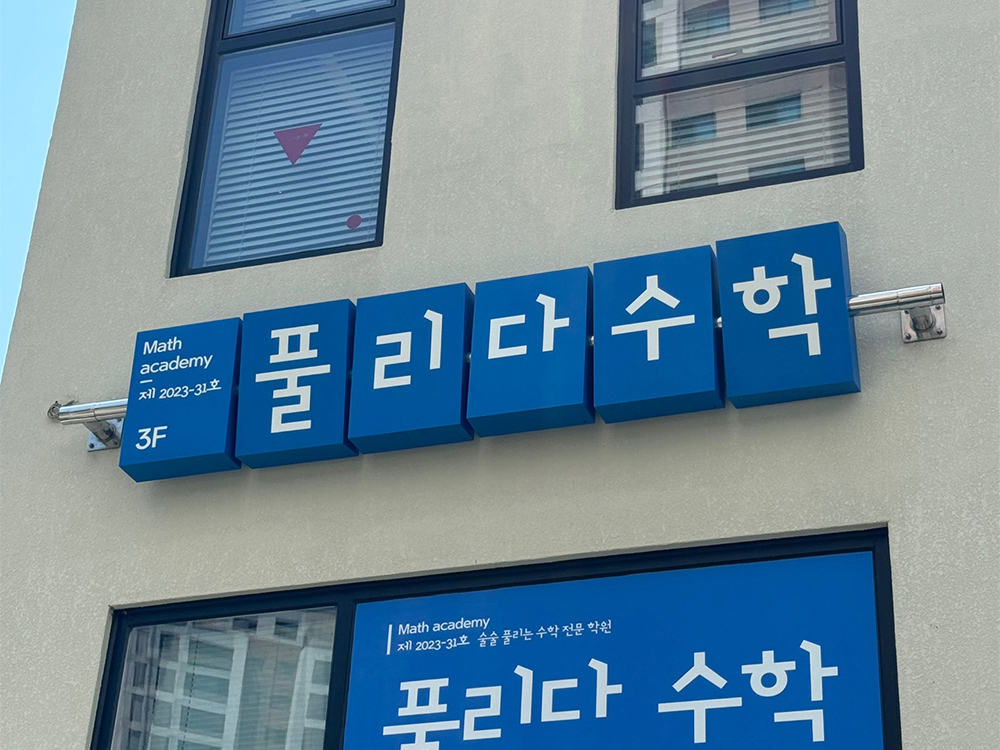 Math
academy
제 2023-31호
3F
풀리다수학
Math academy
제 2023-31호 술술 풀리는 수학 전문 학원
풀리다 수학